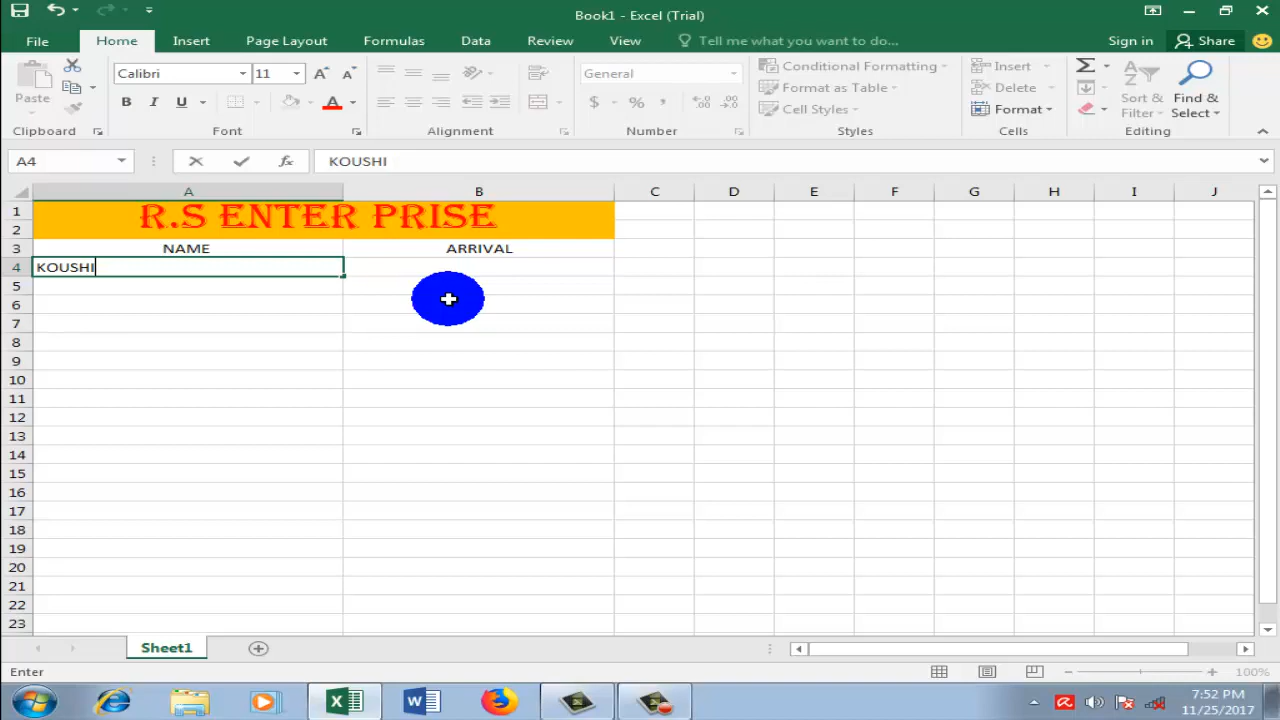 Book1 - Excel (Trial)
File Home Insert Page Layout Formulas Data Review View Tell me what you want to do... Sign in Share
Calibri 11 General Conditional Formatting Insert Σ
Paste Format as Table Delete Sort & Find &
B I U A $ % , Cell Styles Format Filter Select
Clipboard Font Alignment Number Styles Cells Editing
A4 fx KOUSHI
A B C D E F G H I J
1 R.S ENTER PRISE
2
3 NAME ARRIVAL
4 KOUSHI
5
6
7
8
9
10
11
12
13
14
15
16
17
18
19
20
21
22
23
Sheet1
Enter 100%
7:52 PM
11/25/2017